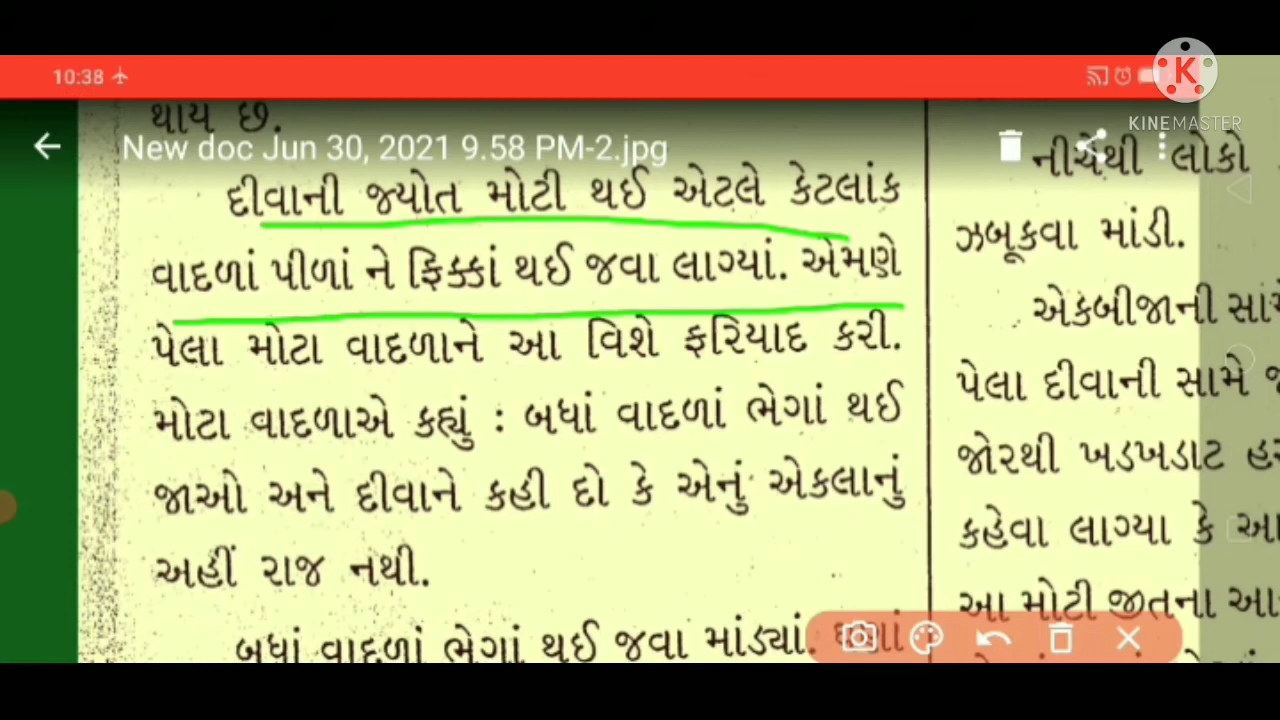 10:38
KINEMASTER
New doc Jun 30, 2021 9.58 PM-2.jpg
થાય છે.
દીવાની જ્યોત મોટી થઈ એટલે કેટલાંક
વાદળાં પીળાં ને ફિક્કાં થઈ જવા લાગ્યાં. એમણે
પેલા મોટા વાદળાને આ વિશે ફરિયાદ કરી.
મોટા વાદળાએ કહ્યું : બધાં વાદળાં ભેગાં થઈ
જાઓ અને દીવાને કહી દો કે એનું એકલાનું
અહીં રાજ નથી.
બધાં વાદળાં ભેગાં થઈ જવા માંડ્યાં.
નીચેથી લોકો
ઝબૂકવા માંડી.
એકબીજાની
પેલા દીવાની સામે
જોરથી ખડખડાટ
કહેવા લાગ્યા કે
આ મોટી જીતના